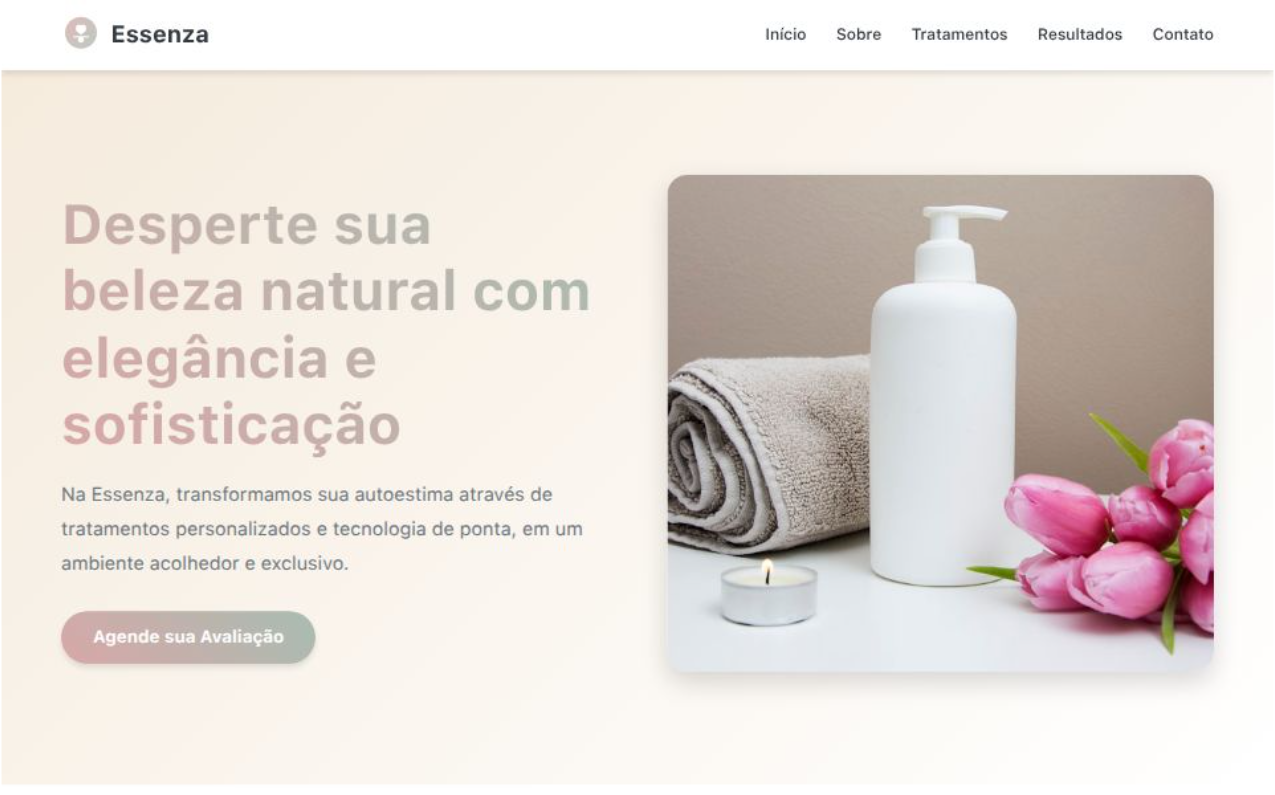 Essenza
Início Sobre Tratamentos Resultados Contato
Desperte sua
beleza natural com
elegância e
sofisticação
Na Essenza, transformamos sua autoestima através de
tratamentos personalizados e tecnologia de ponta, em um
ambiente acolhedor e exclusivo.
Agende sua Avaliação